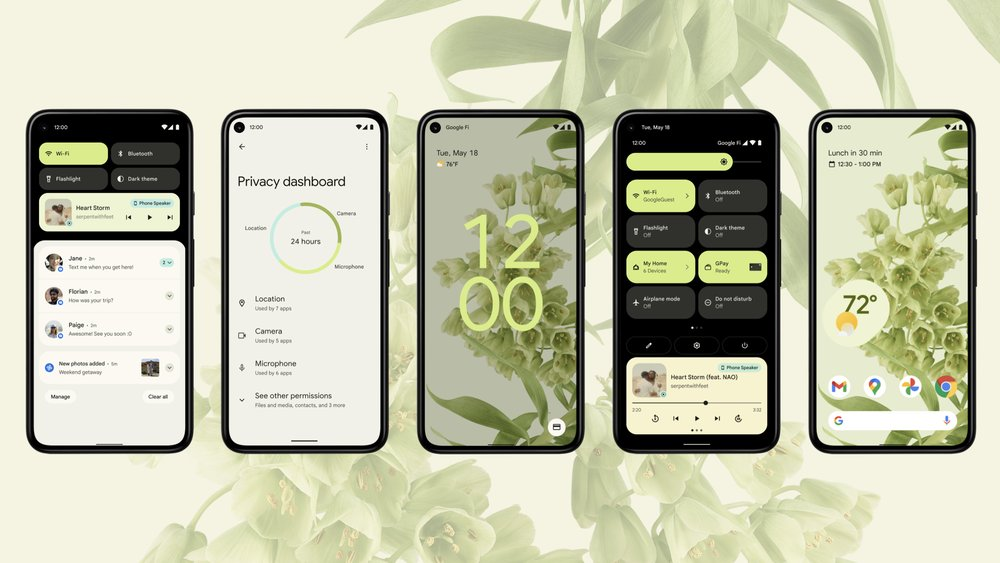 12:00
Wi-Fi
Bluetooth
Flashlight
Dark theme
Phone Speaker
Heart Storm
serpentwithfeet
Jane • 2m
Text me when you get here!
2
Florian • 2m
How was your trip?
Paige • 2m
Awesome! See you soon :D
New photos added • 5m
Weekend getaway
Manage
Clear all
12:00
Privacy dashboard
Camera
Location
Past
24 hours
Microphone
Location
Used by 7 apps
Camera
Used by 5 apps
Microphone
Used by 6 apps
See other permissions
Files and media, contacts, and 3 more
Google Fi
Tue, May 18
76°F
12
00
Tue, May 18
12:00
Google Fi
Wi-Fi
GoogleGuest
Bluetooth
Off
Flashlight
Off
Dark theme
Off
My Home
6 Devices
GPay
Ready
Airplane mode
Off
Do not disturb
Off
Phone Speaker
Heart Storm (feat. NAO)
serpentwithfeet
2:20
3:32
12:00
Lunch in 30 min
12:30 - 1:00 PM
72°